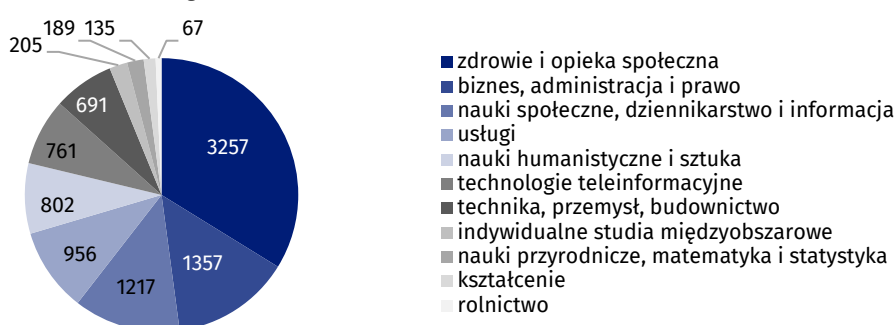 189 135 67
205
691
3257
761
802
956
1357
1217
zdrowie i opieka społeczna
biznes, administracja i prawo
nauki społeczne, dziennikarstwo i informacja
usługi
nauki humanistyczne i sztuka
technologie teleinformacyjne
technika, przemysł, budownictwo
indywidualne studia międzyobszarowe
nauki przyrodnicze, matematyka i statystyka
kształcenie
rolnictwo